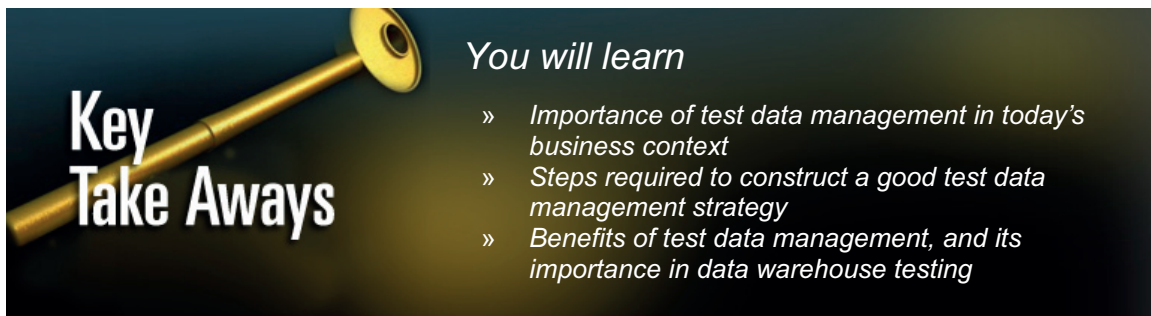 Key
Take Aways
You will learn
» Importance of test data management in today's
business context
» Steps required to construct a good test data
management strategy
» Benefits of test data management, and its
importance in data warehouse testing